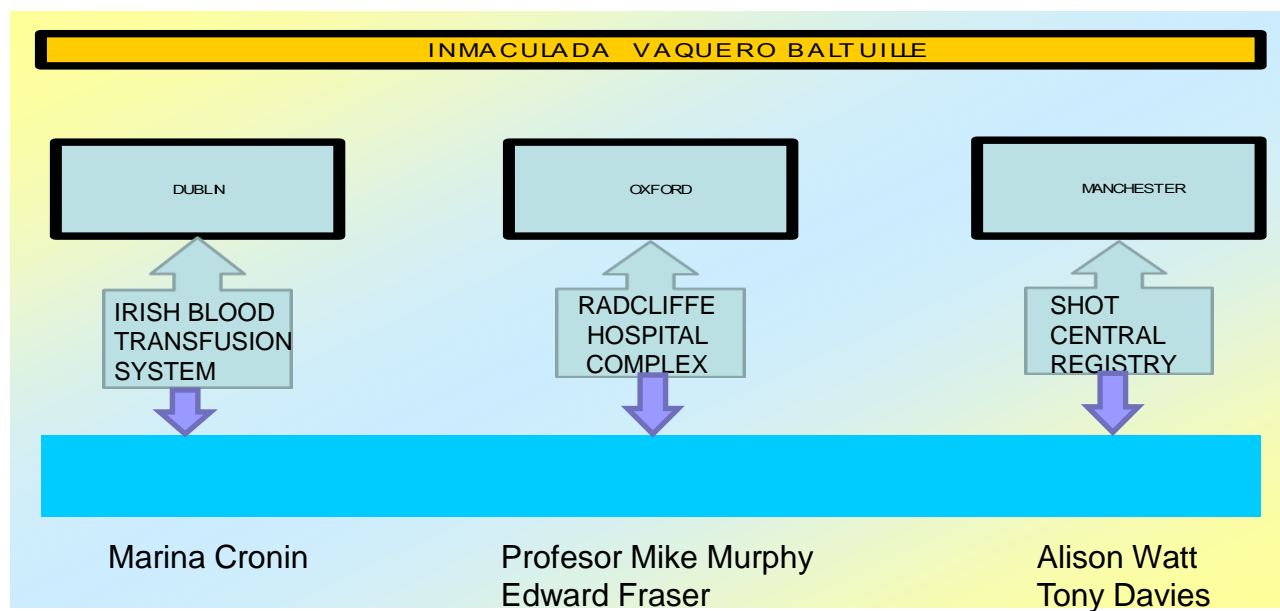 INMACULADA VAQUERO BALTUILLE
DUBLIN
OXFORD
MANCHESTER
IRISH BLOOD
TRANSFUSION
SYSTEM
RADCLIFFE
HOSPITAL
COMPLEX
SHOT
CENTRAL
REGISTRY
Marina Cronin
Profesor Mike Murphy
Edward Fraser
Alison Watt
Tony Davies